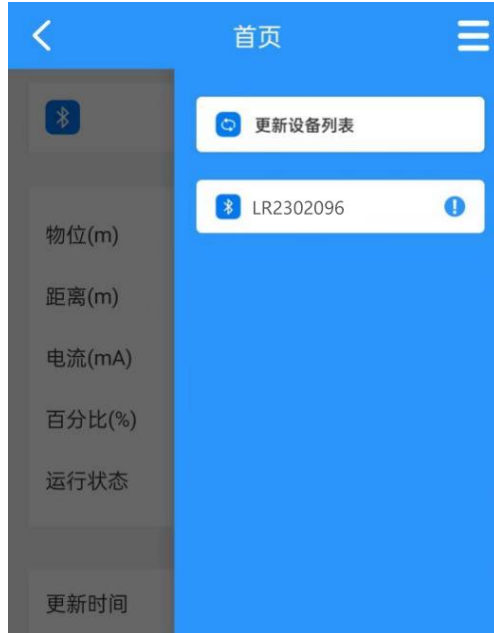 首页
更新设备列表
LR2302096
物位(m)
距离(m)
电流(mA)
百分比(%)
运行状态
更新时间